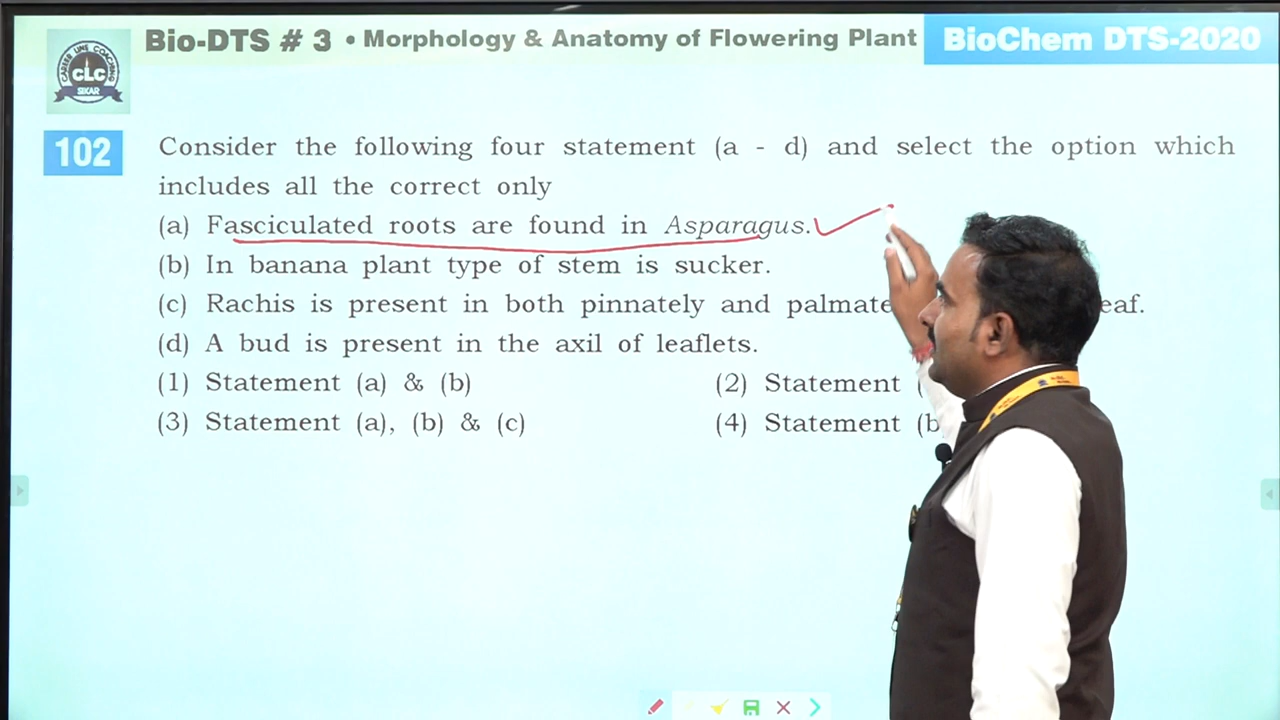 Bio-DTS # 3 • Morphology & Anatomy of Flowering Plant
BioChem DTS-2020
CAREER LINE COACHING
CLC
SIKAR
102
Consider the following four statement (a - d) and select the option which
includes all the correct only
(a) Fasciculated roots are found in Asparagus.
(b) In banana plant type of stem is sucker.
(c) Rachis is present in both pinnately and palmate eaf.
(d) A bud is present in the axil of leaflets.
(1) Statement (a) & (b)
(2) Statement (
(3) Statement (a), (b) & (c)
(4) Statement (b